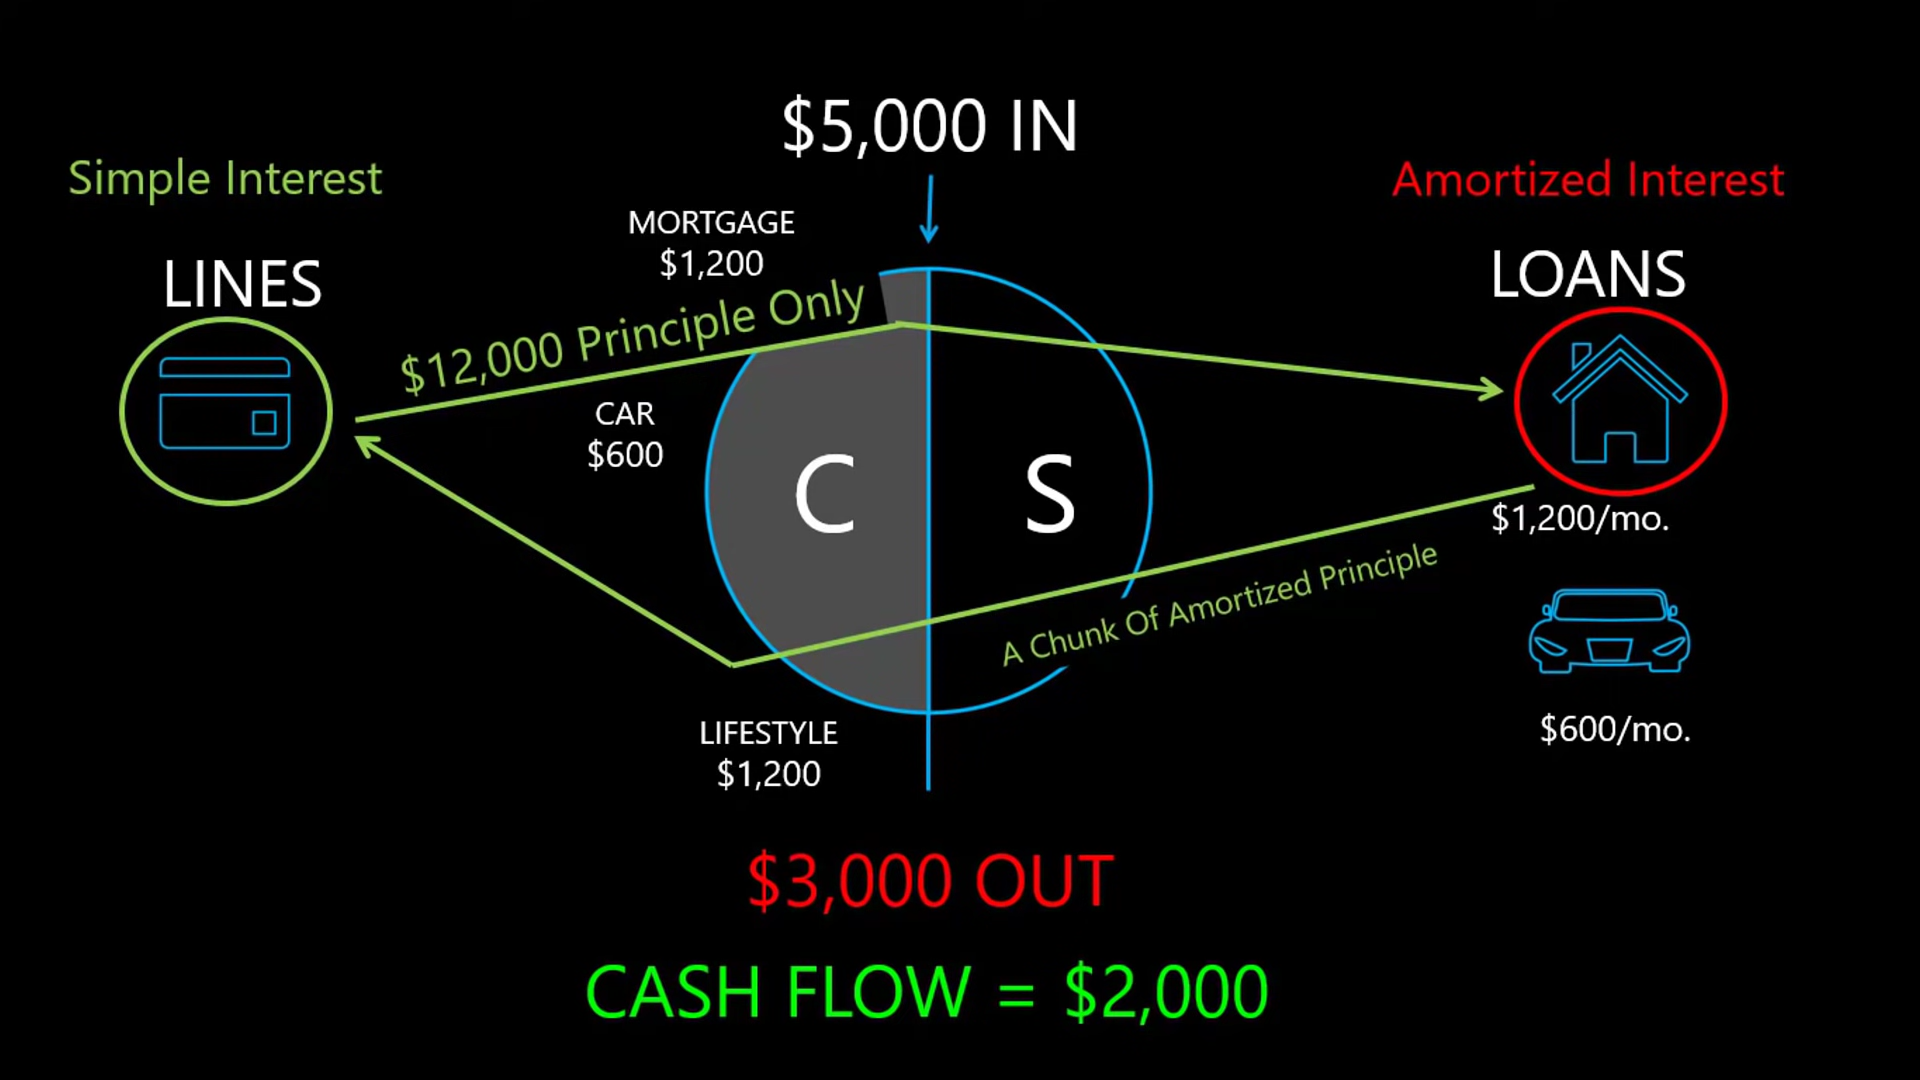 $5,000 IN
Simple Interest
Amortized Interest
MORTGAGE
$1,200
LINES
LOANS
$12,000 Principle Only
CAR
$600
C
S
$1,200/mo.
A Chunk Of Amortized Principle
LIFESTYLE
$1,200
$600/mo.
$3,000 OUT
CASH FLOW = $2,000